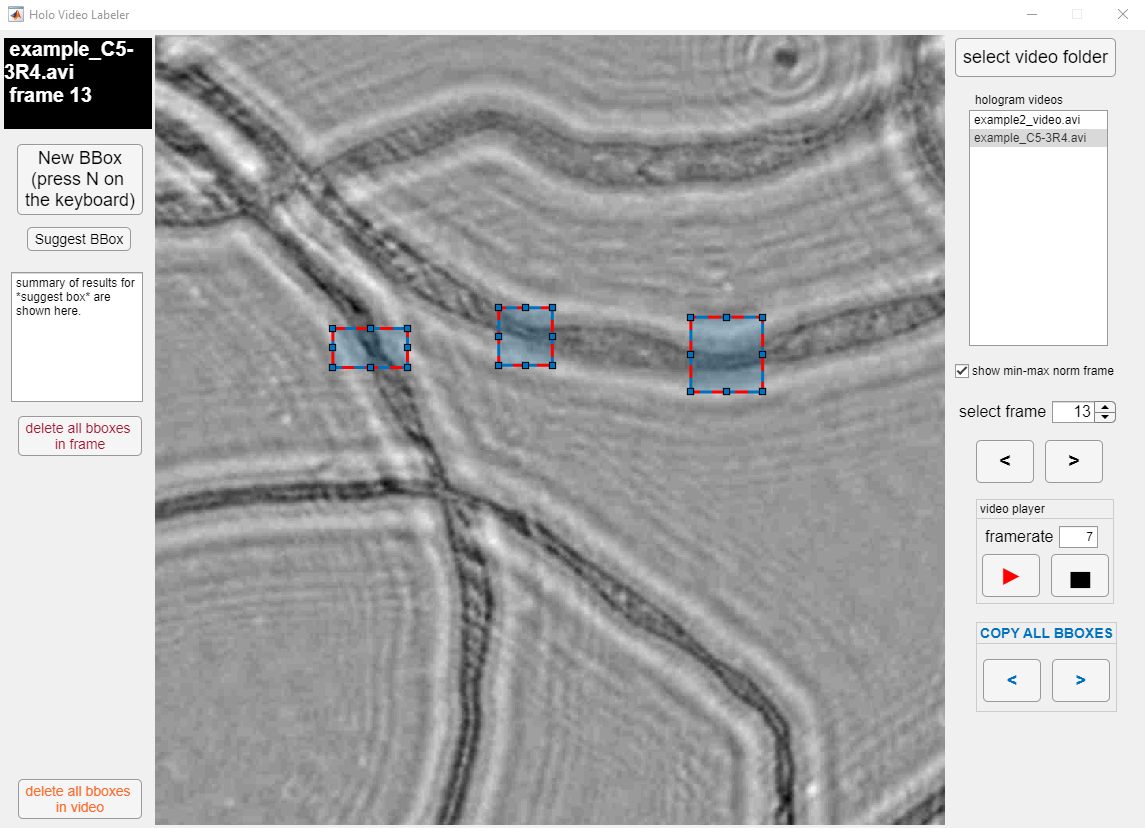 Holo Video Labeler
example_C5-
3R4.avi
frame 13
New BBox
(press N on
the keyboard)
Suggest BBox
summary of results for
*suggest box* are
shown here.
delete all bboxes
in frame
delete all bboxes
in video
select video folder
hologram videos
example2_video.avi
example_C5-3R4.avi
show min-max norm frame
select frame 13
< >
video player
framerate 7
COPY ALL BBOXES
< >